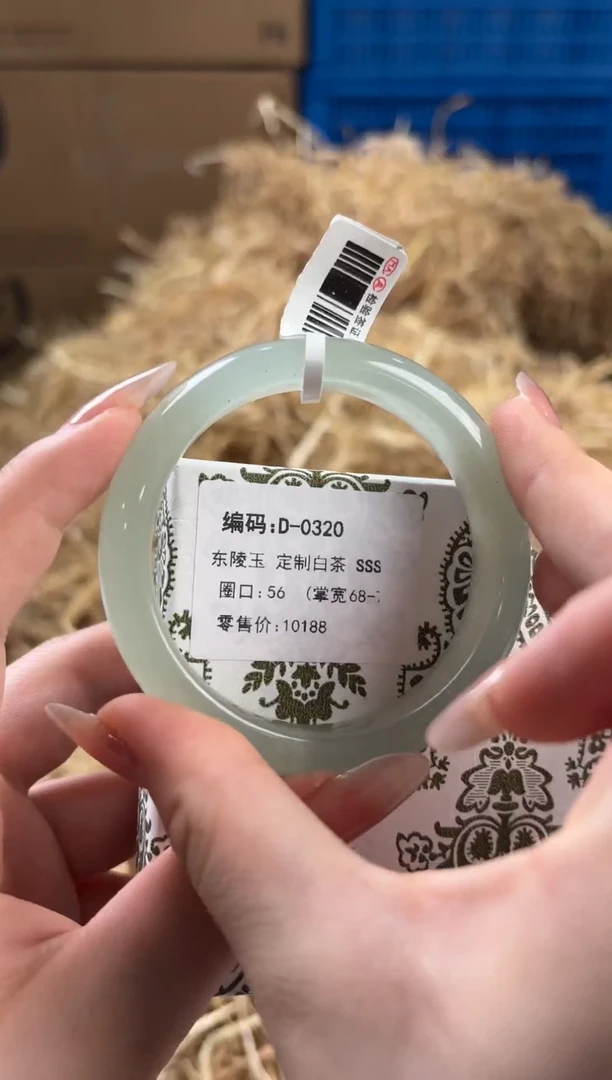 编码:D-0320
东陵玉 定制白茶 SSS
圈口:56 (掌宽68-
零售价:10188